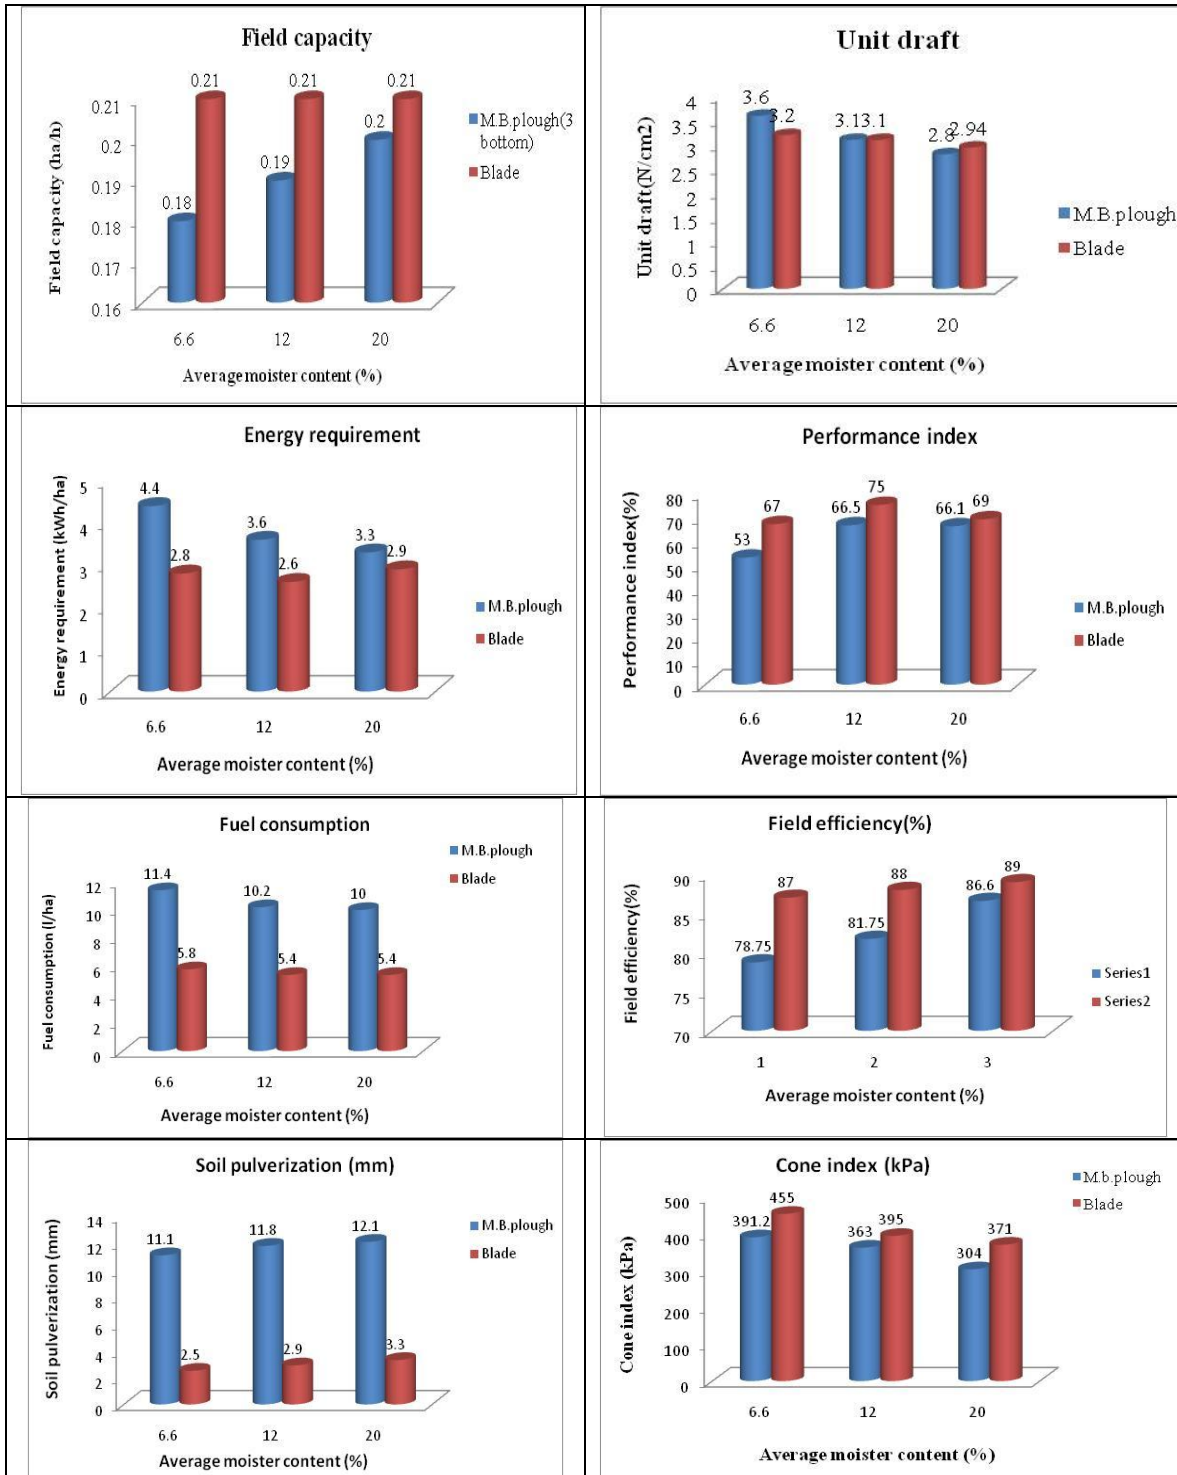 Field capacity
0.21 0.21 0.21
0.21
0.2
0.19
0.18
0.17
0.16
0.18
0.19
0.2
Field capacity (ha/h)
6.6 12 20
Average moister content (%)
M.B.plough(3
bottom)
Blade
Unit draft
4
3.5
3
2.5
2
1.5
1
0.5
0
3.6 3.2 3.1 3.1 2.8 2.94
Unit draft(N/cm2)
6.6 12 20
Average moister content (%)
M.B.plough
Blade
Energy requirement
5
4
3
2
1
0
4.4 2.8 3.6 2.6 3.3 2.9
Energy requirement (kWh/ha)
6.6 12 20
Average moister content (%)
M.B.plough
Blade
Performance index
80
70
60
50
40
30
20
10
0
53 67 66.5 75 66.1 69
Performance index(%)
6.6 12 20
Average moister content (%)
M.B.plough
Blade
Fuel consumption
12
10
8
6
4
2
0
11.4 5.8 10.2 5.4 10 5.4
Fuel consumption (l/ha)
6.6 12 20
Average moister content (%)
M.B.plough
Blade
Field efficiency(%)
90
85
80
75
70
78.75 87 81.75 88 86.6 89
Field efficiency(%)
1 2 3
Average moister content (%)
Series1
Series2
Soil pulverization (mm)
14
12
10
8
6
4
2
0
11.1 2.5 11.8 2.9 12.1 3.3
Soil pulverization (mm)
6.6 12 20
Average moister content (%)
M.B.plough
Blade
Cone index (kPa)
500
400
300
200
100
0
391.2 455 363 395 304 371
Cone index (kPa)
6.6 12 20
Average moister content (%)
M.b.plough
Blade